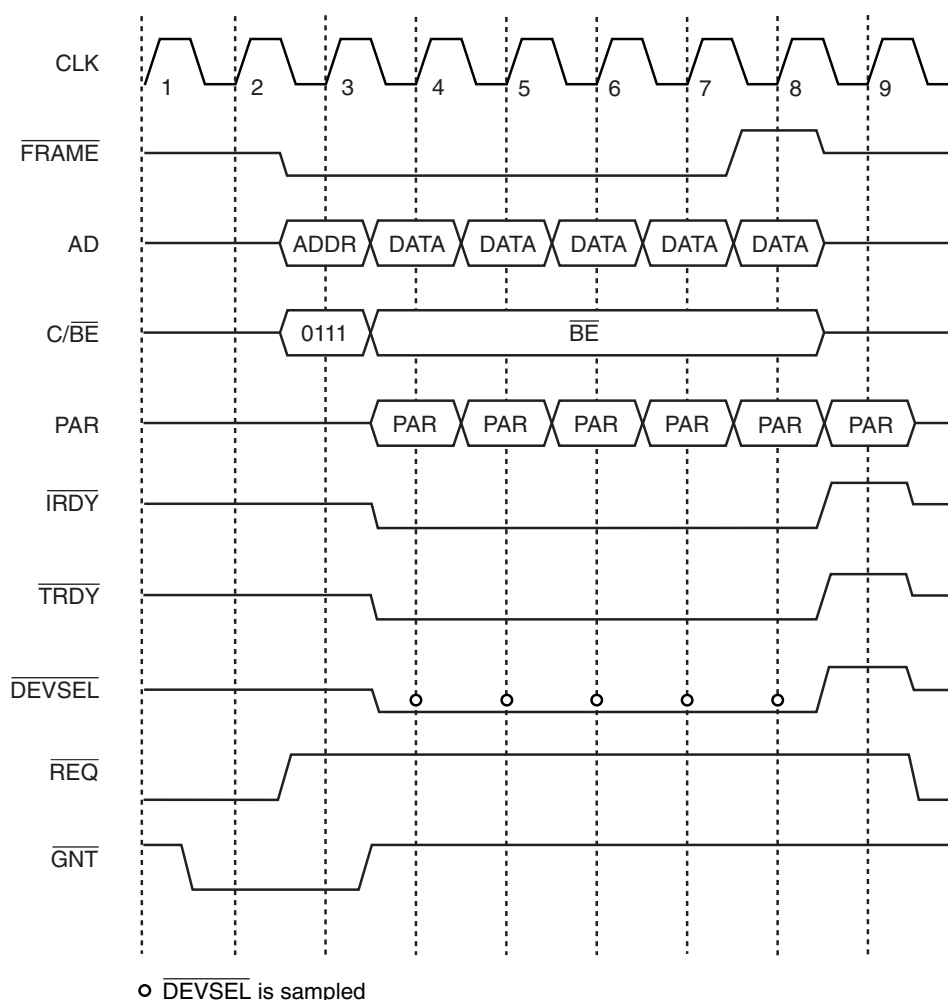 CLK
1 2 3 4 5 6 7 8 9
FRAME
AD ADDR DATA DATA DATA DATA DATA
C/BE 0111 BE
PAR PAR PAR PAR PAR PAR PAR
IRDY
TRDY
DEVSEL
REQ
GNT
DEVSEL is sampled